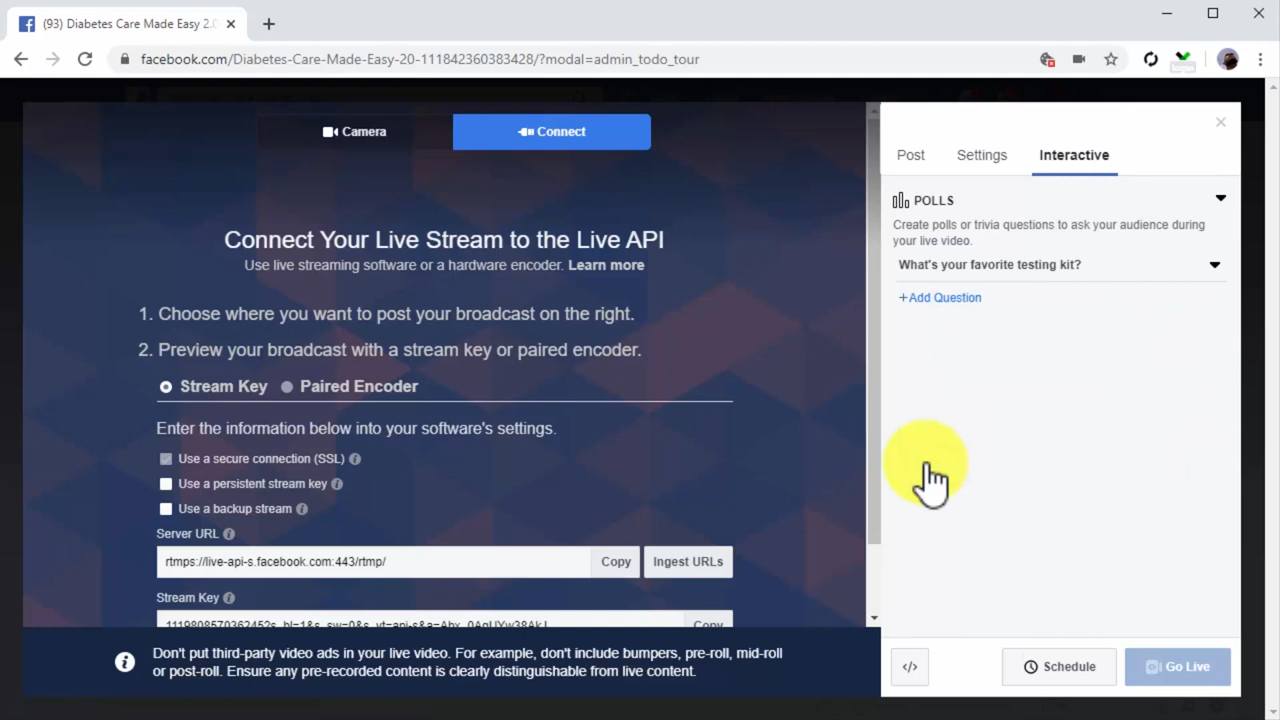 (93) Diabetes Care Made Easy 2.0
facebook.com/Diabetes-Care-Made-Easy-20-111842360383428/?modal=admin_todo_tour
Camera
Connect
Connect Your Live Stream to the Live API
Use live streaming software or a hardware encoder. Learn more
1. Choose where you want to post your broadcast on the right.
2. Preview your broadcast with a stream key or paired encoder.
Stream Key
Paired Encoder
Enter the information below into your software's settings.
Use a secure connection (SSL)
Use a persistent stream key
Use a backup stream
Server URL
rtmps://live-api-s.facebook.com:443/rtmp/
Copy
Ingest URLs
Stream Key
Copy
Don't put third-party video ads in your live video. For example, don't include bumpers, pre-roll, mid-roll
or post-roll. Ensure any pre-recorded content is clearly distinguishable from live content.
Post
Settings
Interactive
POLLS
Create polls or trivia questions to ask your audience during
your live video.
What's your favorite testing kit?
+Add Question
</>
Schedule
Go Live